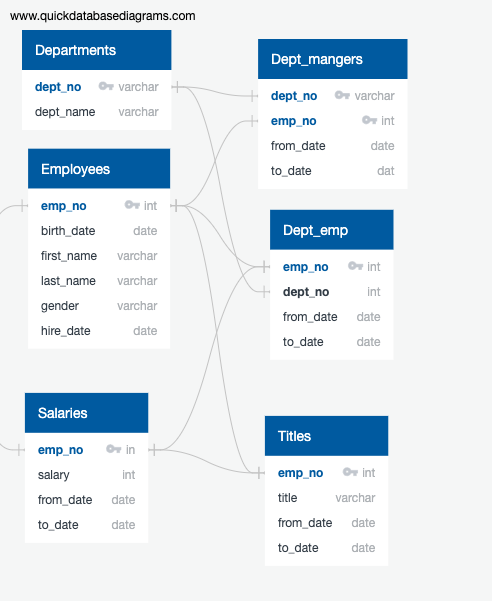 www.quickdatabasediagrams.com
Departments
dept_no varchar
dept_name varchar
Dept_mangers
dept_no varchar
emp_no int
from_date date
to_date dat
Employees
emp_no int
birth_date date
first_name varchar
last_name varchar
gender varchar
hire_date date
Dept_emp
emp_no int
dept_no int
from_date date
to_date date
Salaries
emp_no in
salary int
from_date date
to_date date
Titles
emp_no int
title varchar
from_date date
to_date date